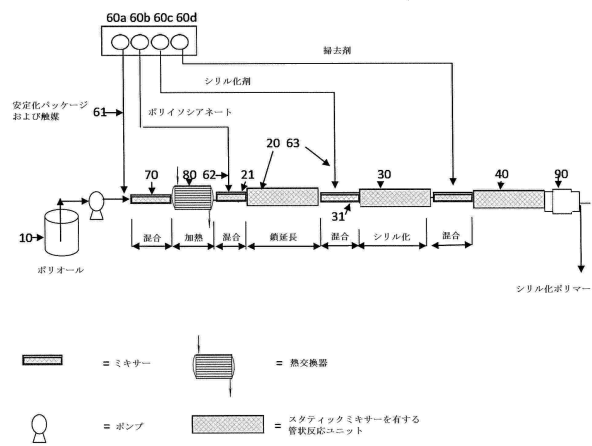 60a 60b 60c 60d
掃去剤
シリル化剤
安定化パッケージ
および触媒
61
ポリイソシアネート
20 63
70
80
62
21
30
40
90
31
10
混合
加熱
混合
鎖延長
混合
シリル化
混合
ポリオール
シリル化ポリマー
= ミキサー
= 熱交換器
= ポンプ
= スタティックミキサーを有する
管状反応ユニット